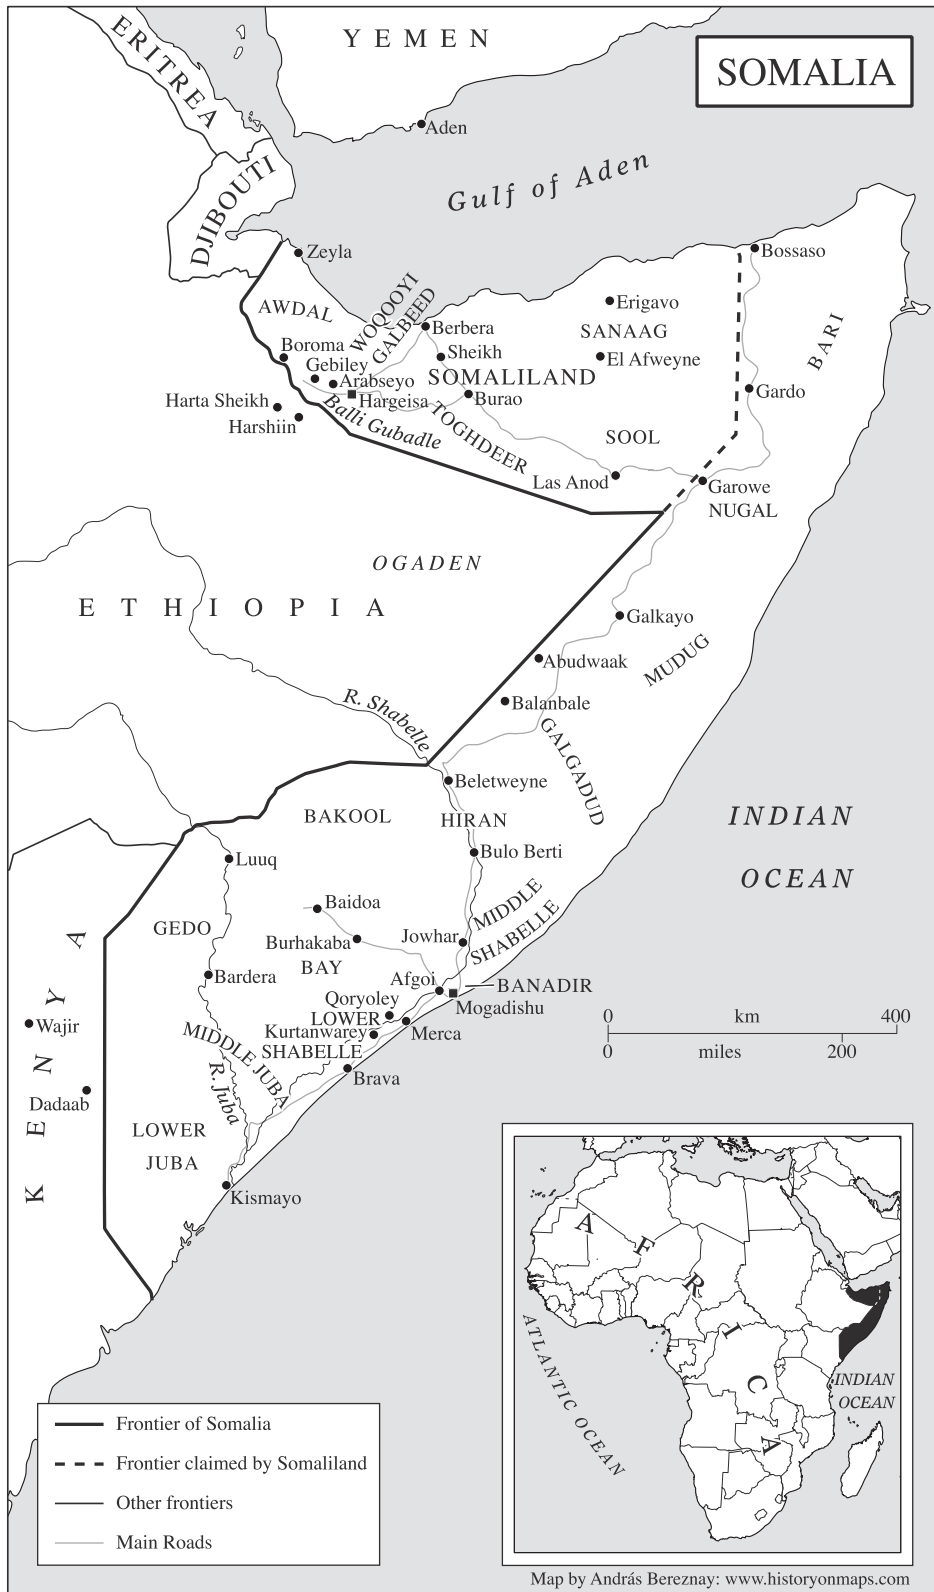 YEMEN
SOMALIA
ERITREA
Aden
DJIBOUTI
Gulf of Aden
Zeyla
Bossaso
AWDAL
WOQOOYI
GALBEED
Erigavo
Berbera
SANAAG
BARI
Boroma
Sheikh
El Afweyne
Gebiley
Arabseyo
SOMALILAND
Gardo
Harta Sheikh
Hargeisa
Burao
Harshiin
Balli Gubadle
TOGHDEER
SOOL
Las Anod
Garowe
NUGAL
OGADEN
ETHIOPIA
Galkayo
MUDUG
Abudwaak
R. Shabelle
Balanbale
GALGADUD
Beletweyne
BAKOOL
HIRAN
INDIAN
OCEAN
Luuq
Bulo Berti
Baidoa
MIDDLE
SHABELLE
GEDO
Burhakaba
Jowhar
BAY
Bardera
Afgoi
BANADIR
Mogadishu
Qoryoley
LOWER
Kurtanwarey
SHABELLE
Merca
KENYA
Wajir
MIDDLE JUBA
Brava
R. Juba
Dadaab
LOWER
JUBA
Kismayo
0 km 400
0 miles 200
AFRICA
ATLANTIC OCEAN
INDIAN
OCEAN
Frontier of Somalia
Frontier claimed by Somaliland
Other frontiers
Main Roads
Map by András Bereznay: www.historyonmaps.com